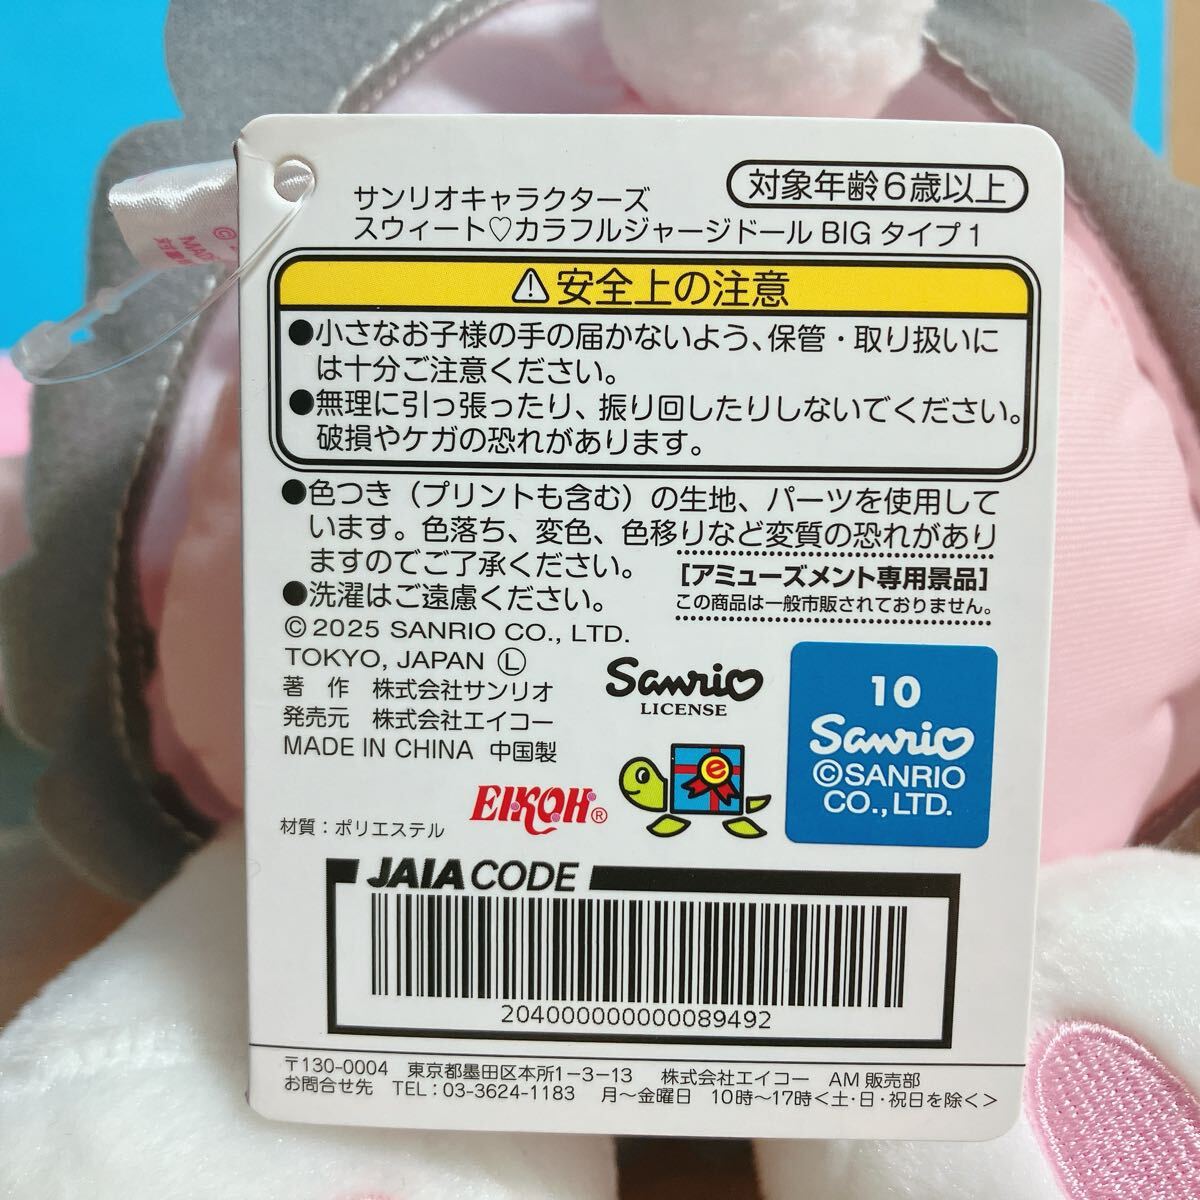 対象年齢6歳以上
サンリオキャラクターズ
スウィート♡カラフルジャージドール BIG タイプ1
⚠安全上の注意
●小さなお子様の手の届かないよう、保管・取り扱いに
は十分ご注意ください。
●無理に引っ張ったり、振り回したりしないでください。
破損やケガの恐れがあります。
●色つき（プリントも含む）の生地、パーツを使用して
います。色落ち、変色、色移りなど変質の恐れがあり
ますのでご了承ください。
[アミューズメント専用景品]
この商品は一般市販されておりません。
●洗濯はご遠慮ください。
© 2025 SANRIO CO., LTD.
TOKYO, JAPAN Ⓛ
著 作 株式会社サンリオ
発売元 株式会社エイコー
MADE IN CHINA 中国製
Sanrio
LICENSE
10
Sanrio
©SANRIO
CO., LTD.
EIKOH®
e
材質：ポリエステル
JAIA CODE
204000000000089492
〒130-0004 東京都墨田区本所1-3-13 株式会社エイコー AM 販売部
お問合せ先 TEL：03-3624-1183 月〜金曜日 10時〜17時＜土・日・祝日を除く＞